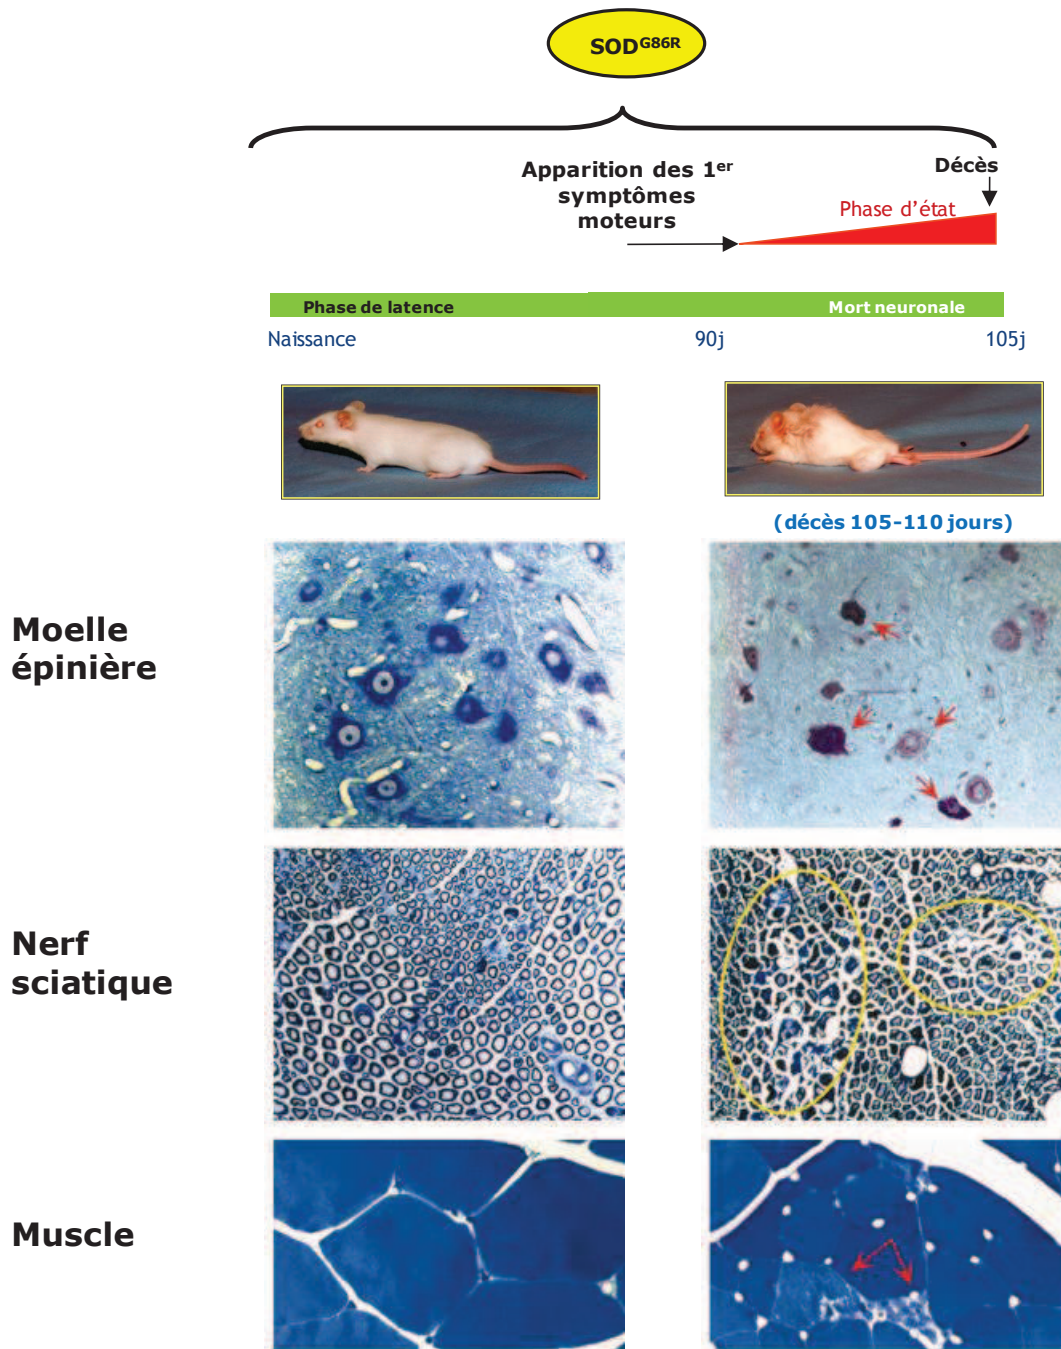 SODG86R
Apparition des 1er
symptômes
moteurs
Décès
Phase d’état
Phase de latence
Mort neuronale
Naissance
90j
105j
(décès 105-110 jours)
Moelle
épinière
Nerf
sciatique
Muscle